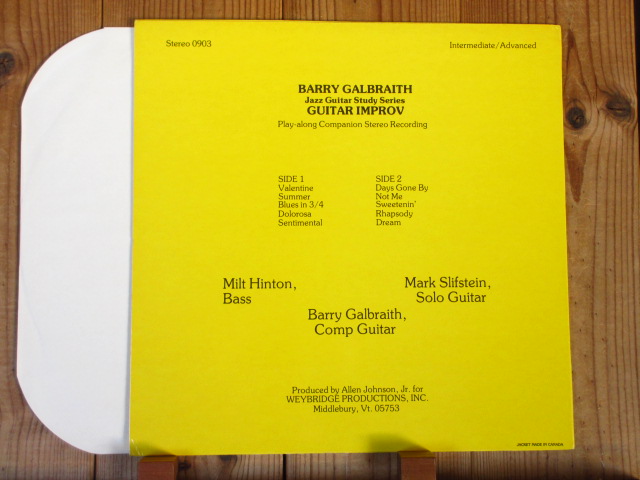 Stereo 0903
Intermediate/Advanced
BARRY GALBRAITH
Jazz Guitar Study Series
GUITAR IMPROV
Play-along Companion Stereo Recording
SIDE 1
Valentine
Summer
Blues in 3/4
Dolorosa
Sentimental
SIDE 2
Days Gone By
Not Me
Sweetenin'
Rhapsody
Dream
Milt Hinton,
Bass
Mark Slifstein,
Solo Guitar
Barry Galbraith,
Comp Guitar
Produced by Allen Johnson, Jr. for
WEYBRIDGE PRODUCTIONS, INC.
Middlebury, Vt. 05753
JACKET MADE IN CANADA